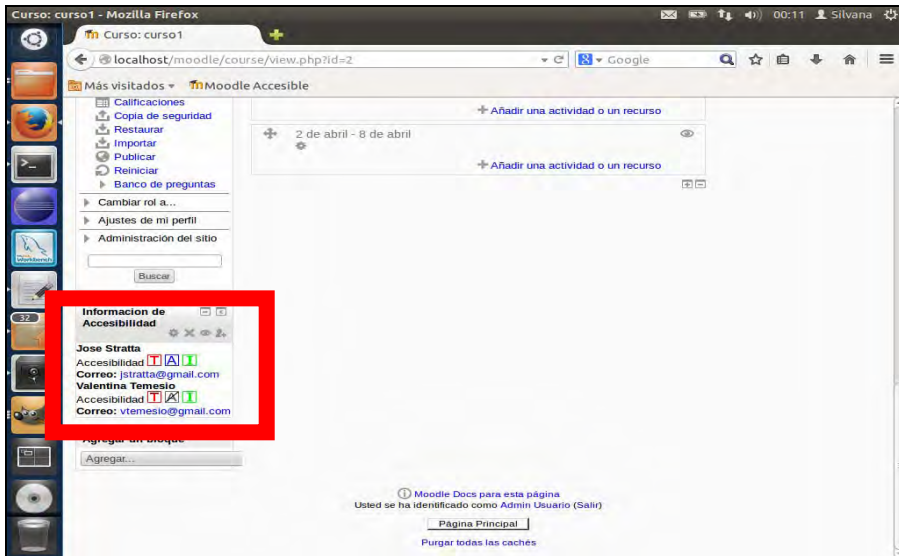 Curso: curso1 - Mozilla Firefox
00:11 Silvana
Curso: curso1
localhost/moodle/course/view.php?id=2
Google
Más visitados
Moodle Accesible
Calificaciones
Copia de seguridad
Restaurar
Importar
Publicar
Reiniciar
Banco de preguntas
Cambiar rol a...
Ajustes de mi perfil
Administración del sitio
Buscar
Añadir una actividad o un recurso
2 de abril - 8 de abril
Añadir una actividad o un recurso
Informacion de
Accesibilidad
Jose Stratta
Accesibilidad T A I
Correo: jstratta@gmail.com
Valentina Temesio
Accesibilidad T A I
Correo: vtemesio@gmail.com
Agregar un bloque
Agregar...
Moodle Docs para esta página
Usted se ha identificado como Admin Usuario (Salir)
Página Principal
Purgar todas las cachés
32
Workbench